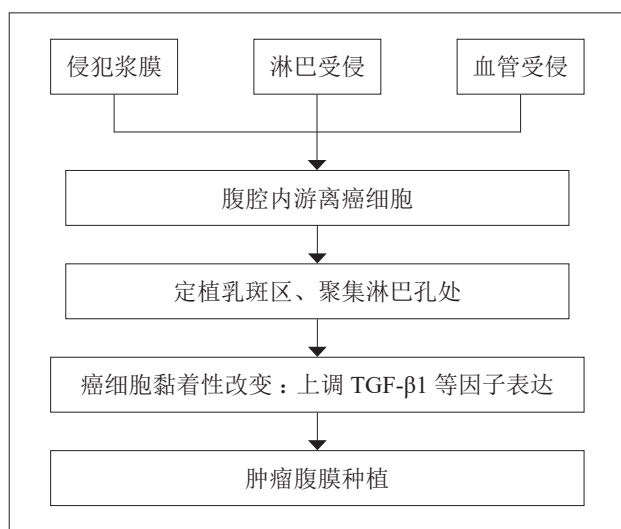 侵犯浆膜
淋巴受侵
血管受侵
腹腔内游离癌细胞
定植乳斑区、聚集淋巴孔处
癌细胞黏着性改变：上调 TGF-β1 等因子表达
肿瘤腹膜种植